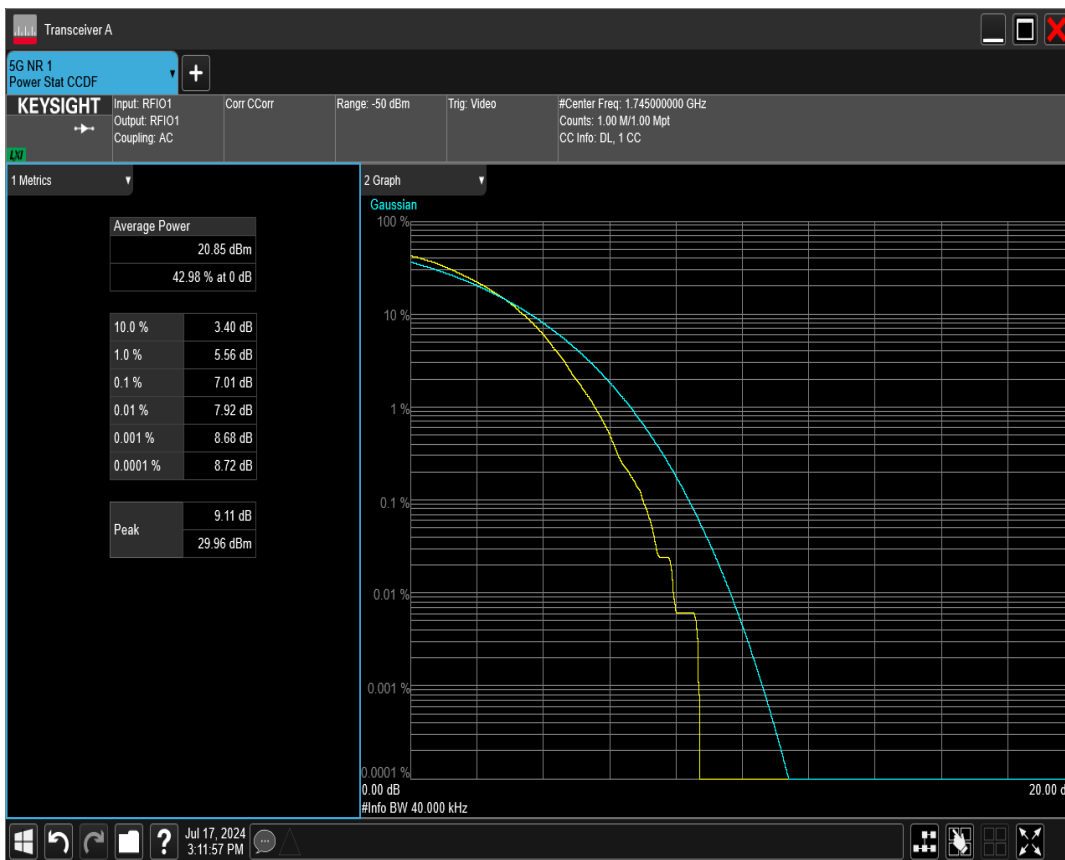 Transceiver A
5G NR 1
Power Stat CCDF
KEYSIGHT
LXI
Input: RFIO1
Output: RFIO1
Coupling: AC
Corr CCorr
Range: -50 dBm
Trig: Video
#Center Freq: 1.745000000 GHz
Counts: 1.00 M/1.00 Mpt
CC Info: DL, 1 CC
1 Metrics
Average Power
20.85 dBm
42.98 % at 0 dB
10.0 % 3.40 dB
1.0 % 5.56 dB
0.1 % 7.01 dB
0.01 % 7.92 dB
0.001 % 8.68 dB
0.0001 % 8.72 dB
Peak
9.11 dB
29.96 dBm
2 Graph
Gaussian
100 %
10 %
1 %
0.1 %
0.01 %
0.001 %
0.0001 %
0.00 dB
20.00 d
#Info BW 40.000 kHz
?
Jul 17, 2024
3:11:57 PM